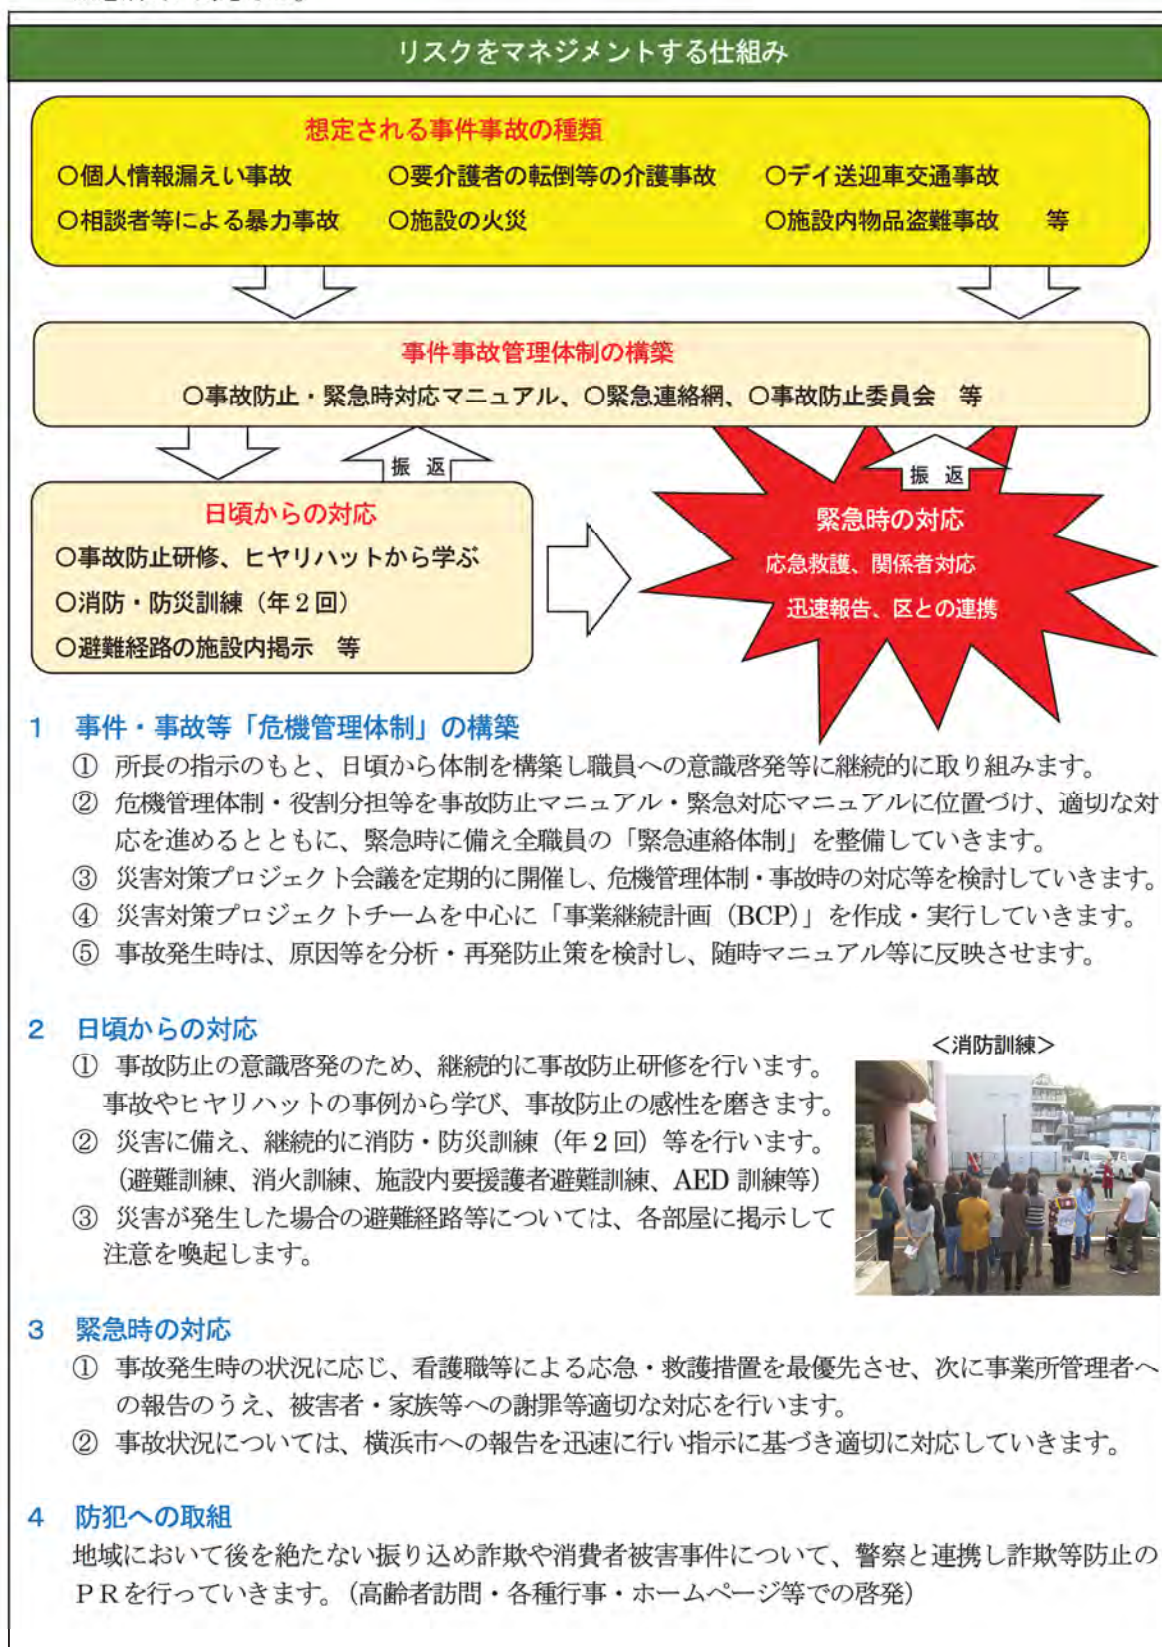 リスクをマネジメントする仕組み
想定される事件事故の種類
〇個人情報漏えい事故　〇要介護者の転倒等の介護事故　〇デイ送迎車交通事故
〇相談者等による暴力事故　〇施設の火災　〇施設内物品盗難事故　等
事件事故管理体制の構築
〇事故防止・緊急時対応マニュアル、〇緊急連絡網、〇事故防止委員会　等
振 返
振 返
日頃からの対応
〇事故防止研修、ヒヤリハットから学ぶ
〇消防・防災訓練（年２回）
〇避難経路の施設内掲示　等
緊急時の対応
応急救護、関係者対応
迅速報告、区との連携
1　事件・事故等「危機管理体制」の構築
①　所長の指示のもと、日頃から体制を構築し職員への意識啓発等に継続的に取り組みます。
②　危機管理体制・役割分担等を事故防止マニュアル・緊急対応マニュアルに位置づけ、適切な対
応を進めるとともに、緊急時に備え全職員の「緊急連絡体制」を整備していきます。
③　災害対策プロジェクト会議を定期的に開催し、危機管理体制・事故時の対応等を検討していきます。
④　災害対策プロジェクトチームを中心に「事業継続計画（BCP）」を作成・実行していきます。
⑤　事故発生時は、原因等を分析・再発防止策を検討し、随時マニュアル等に反映させます。
2　日頃からの対応
①　事故防止の意識啓発のため、継続的に事故防止研修を行います。
事故やヒヤリハットの事例から学び、事故防止の感性を磨きます。
②　災害に備え、継続的に消防・防災訓練（年２回）等を行います。
（避難訓練、消火訓練、施設内要援護者避難訓練、AED 訓練等）
③　災害が発生した場合の避難経路等については、各部屋に掲示して
注意を喚起します。
＜消防訓練＞
3　緊急時の対応
①　事故発生時の状況に応じ、看護職等による応急・救護措置を最優先させ、次に事業所管理者へ
の報告のうえ、被害者・家族等への謝罪等適切な対応を行います。
②　事故状況については、横浜市への報告を迅速に行い指示に基づき適切に対応していきます。
4　防犯への取組
地域において後を絶たない振り込め詐欺や消費者被害事件について、警察と連携し詐欺等防止の
ＰＲを行っていきます。（高齢者訪問・各種行事・ホームページ等での啓発）